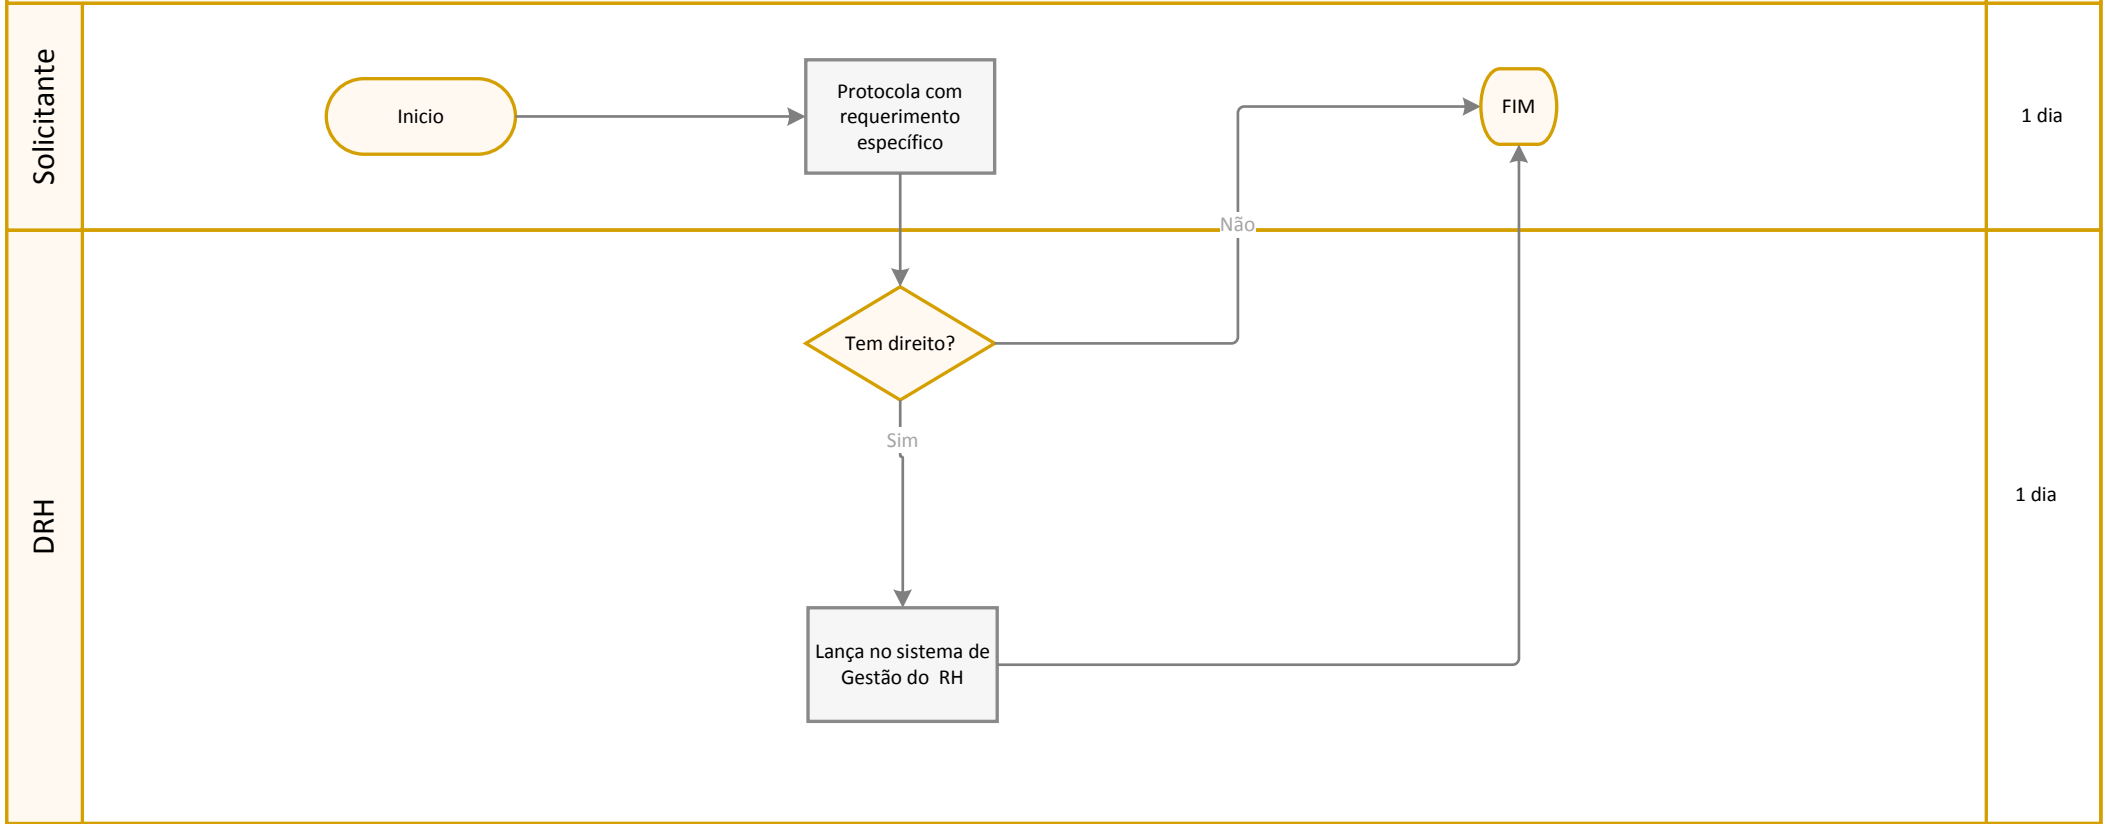 Solicitante
Inicio
Protocola com
requerimento
específico
FIM
1 dia
Não
DRH
Tem direito?
Sim
1 dia
Lança no sistema de
Gestão do  RH